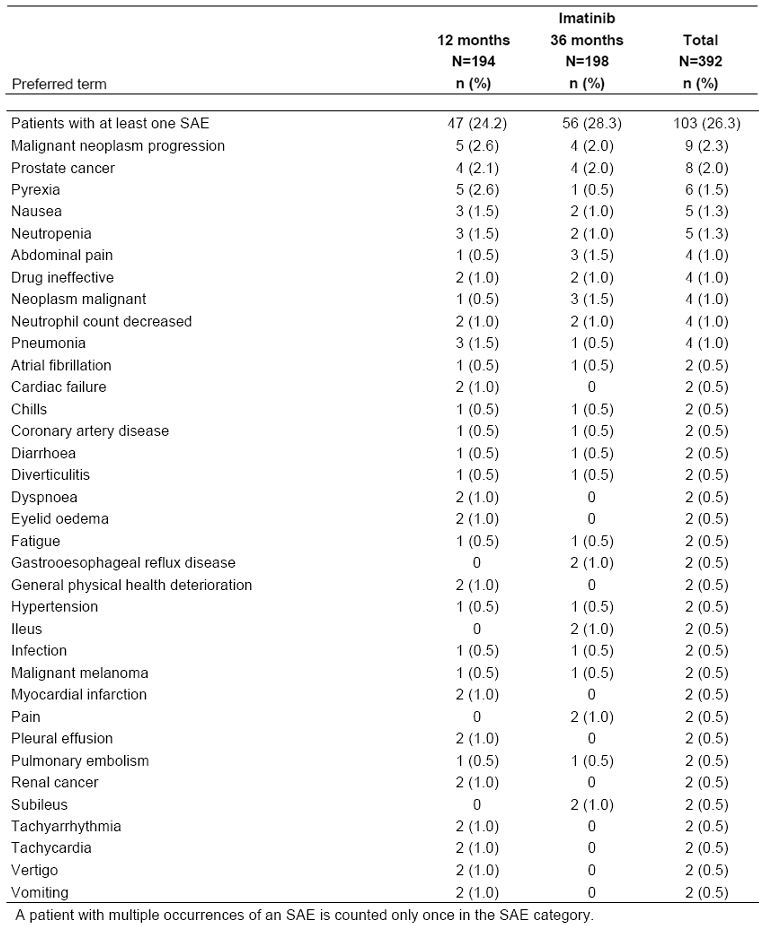 Imatinib
12 months 36 months Total
N=194 N=198 N=392
Preferred term n (%) n (%) n (%)
Patients with at least one SAE 47 (24.2) 56 (28.3) 103 (26.3)
Malignant neoplasm progression 5 (2.6) 4 (2.0) 9 (2.3)
Prostate cancer 4 (2.1) 4 (2.0) 8 (2.0)
Pyrexia 5 (2.6) 1 (0.5) 6 (1.5)
Nausea 3 (1.5) 2 (1.0) 5 (1.3)
Neutropenia 3 (1.5) 2 (1.0) 5 (1.3)
Abdominal pain 1 (0.5) 3 (1.5) 4 (1.0)
Drug ineffective 2 (1.0) 2 (1.0) 4 (1.0)
Neoplasm malignant 1 (0.5) 3 (1.5) 4 (1.0)
Neutrophil count decreased 2 (1.0) 2 (1.0) 4 (1.0)
Pneumonia 3 (1.5) 1 (0.5) 4 (1.0)
Atrial fibrillation 1 (0.5) 1 (0.5) 2 (0.5)
Cardiac failure 2 (1.0) 0 2 (0.5)
Chills 1 (0.5) 1 (0.5) 2 (0.5)
Coronary artery disease 1 (0.5) 1 (0.5) 2 (0.5)
Diarrhoea 1 (0.5) 1 (0.5) 2 (0.5)
Diverticulitis 1 (0.5) 1 (0.5) 2 (0.5)
Dyspnoea 2 (1.0) 0 2 (0.5)
Eyelid oedema 2 (1.0) 0 2 (0.5)
Fatigue 1 (0.5) 1 (0.5) 2 (0.5)
Gastrooesophageal reflux disease 0 2 (1.0) 2 (0.5)
General physical health deterioration 2 (1.0) 0 2 (0.5)
Hypertension 1 (0.5) 1 (0.5) 2 (0.5)
Ileus 0 2 (1.0) 2 (0.5)
Infection 1 (0.5) 1 (0.5) 2 (0.5)
Malignant melanoma 1 (0.5) 1 (0.5) 2 (0.5)
Myocardial infarction 2 (1.0) 0 2 (0.5)
Pain 0 2 (1.0) 2 (0.5)
Pleural effusion 2 (1.0) 0 2 (0.5)
Pulmonary embolism 1 (0.5) 1 (0.5) 2 (0.5)
Renal cancer 2 (1.0) 0 2 (0.5)
Subileus 0 2 (1.0) 2 (0.5)
Tachyarrhythmia 2 (1.0) 0 2 (0.5)
Tachycardia 2 (1.0) 0 2 (0.5)
Vertigo 2 (1.0) 0 2 (0.5)
Vomiting 2 (1.0) 0 2 (0.5)
A patient with multiple occurrences of an SAE is counted only once in the SAE category.